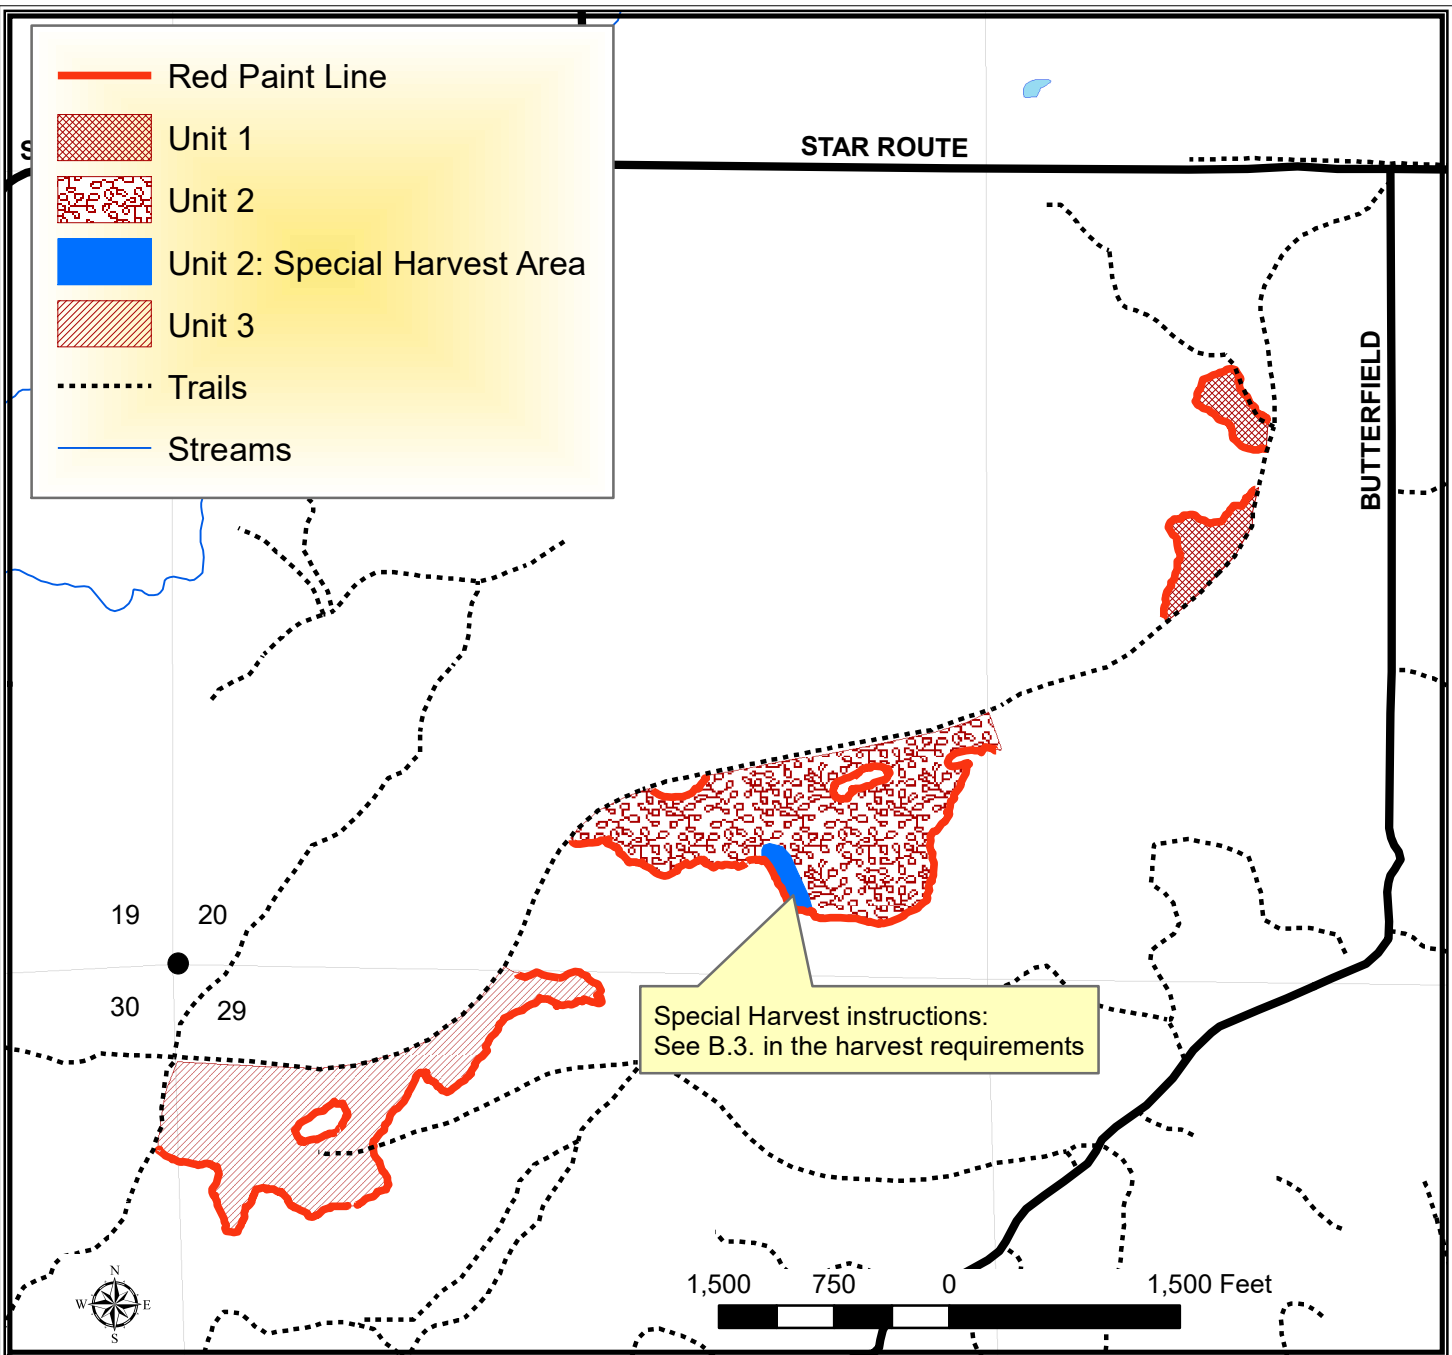 Red Paint Line
Unit 1
Unit 2
Unit 2: Special Harvest Area
Unit 3
Trails
Streams
S
STAR ROUTE
BUTTERFIELD
19 20
30 29
Special Harvest instructions:
See B.3. in the harvest requirements
N
W E
S
1,500 750 0 1,500 Feet